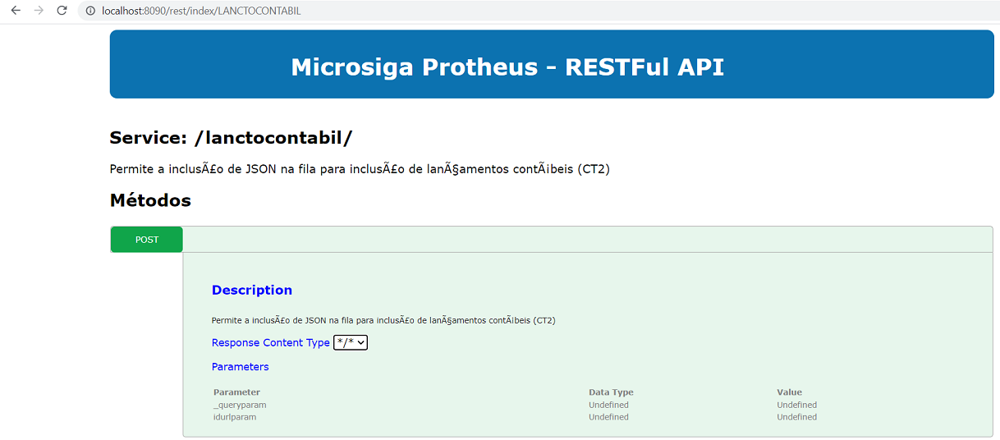 localhost:8090/rest/index/LANCTOCONTABIL
Microsiga Protheus - RESTFul API
Service: /lanctocontabil/
Permite a inclusÃ£o de JSON na fila para inclusÃ£o de lanÃ§amentos contÃ¡beis (CT2)
Métodos
POST
Description
Permite a inclusÃ£o de JSON na fila para inclusÃ£o de lanÃ§amentos contÃ¡beis (CT2)
Response Content Type */*
Parameters
Parameter Data Type Value
_queryparam Undefined Undefined
idurlparam Undefined Undefined